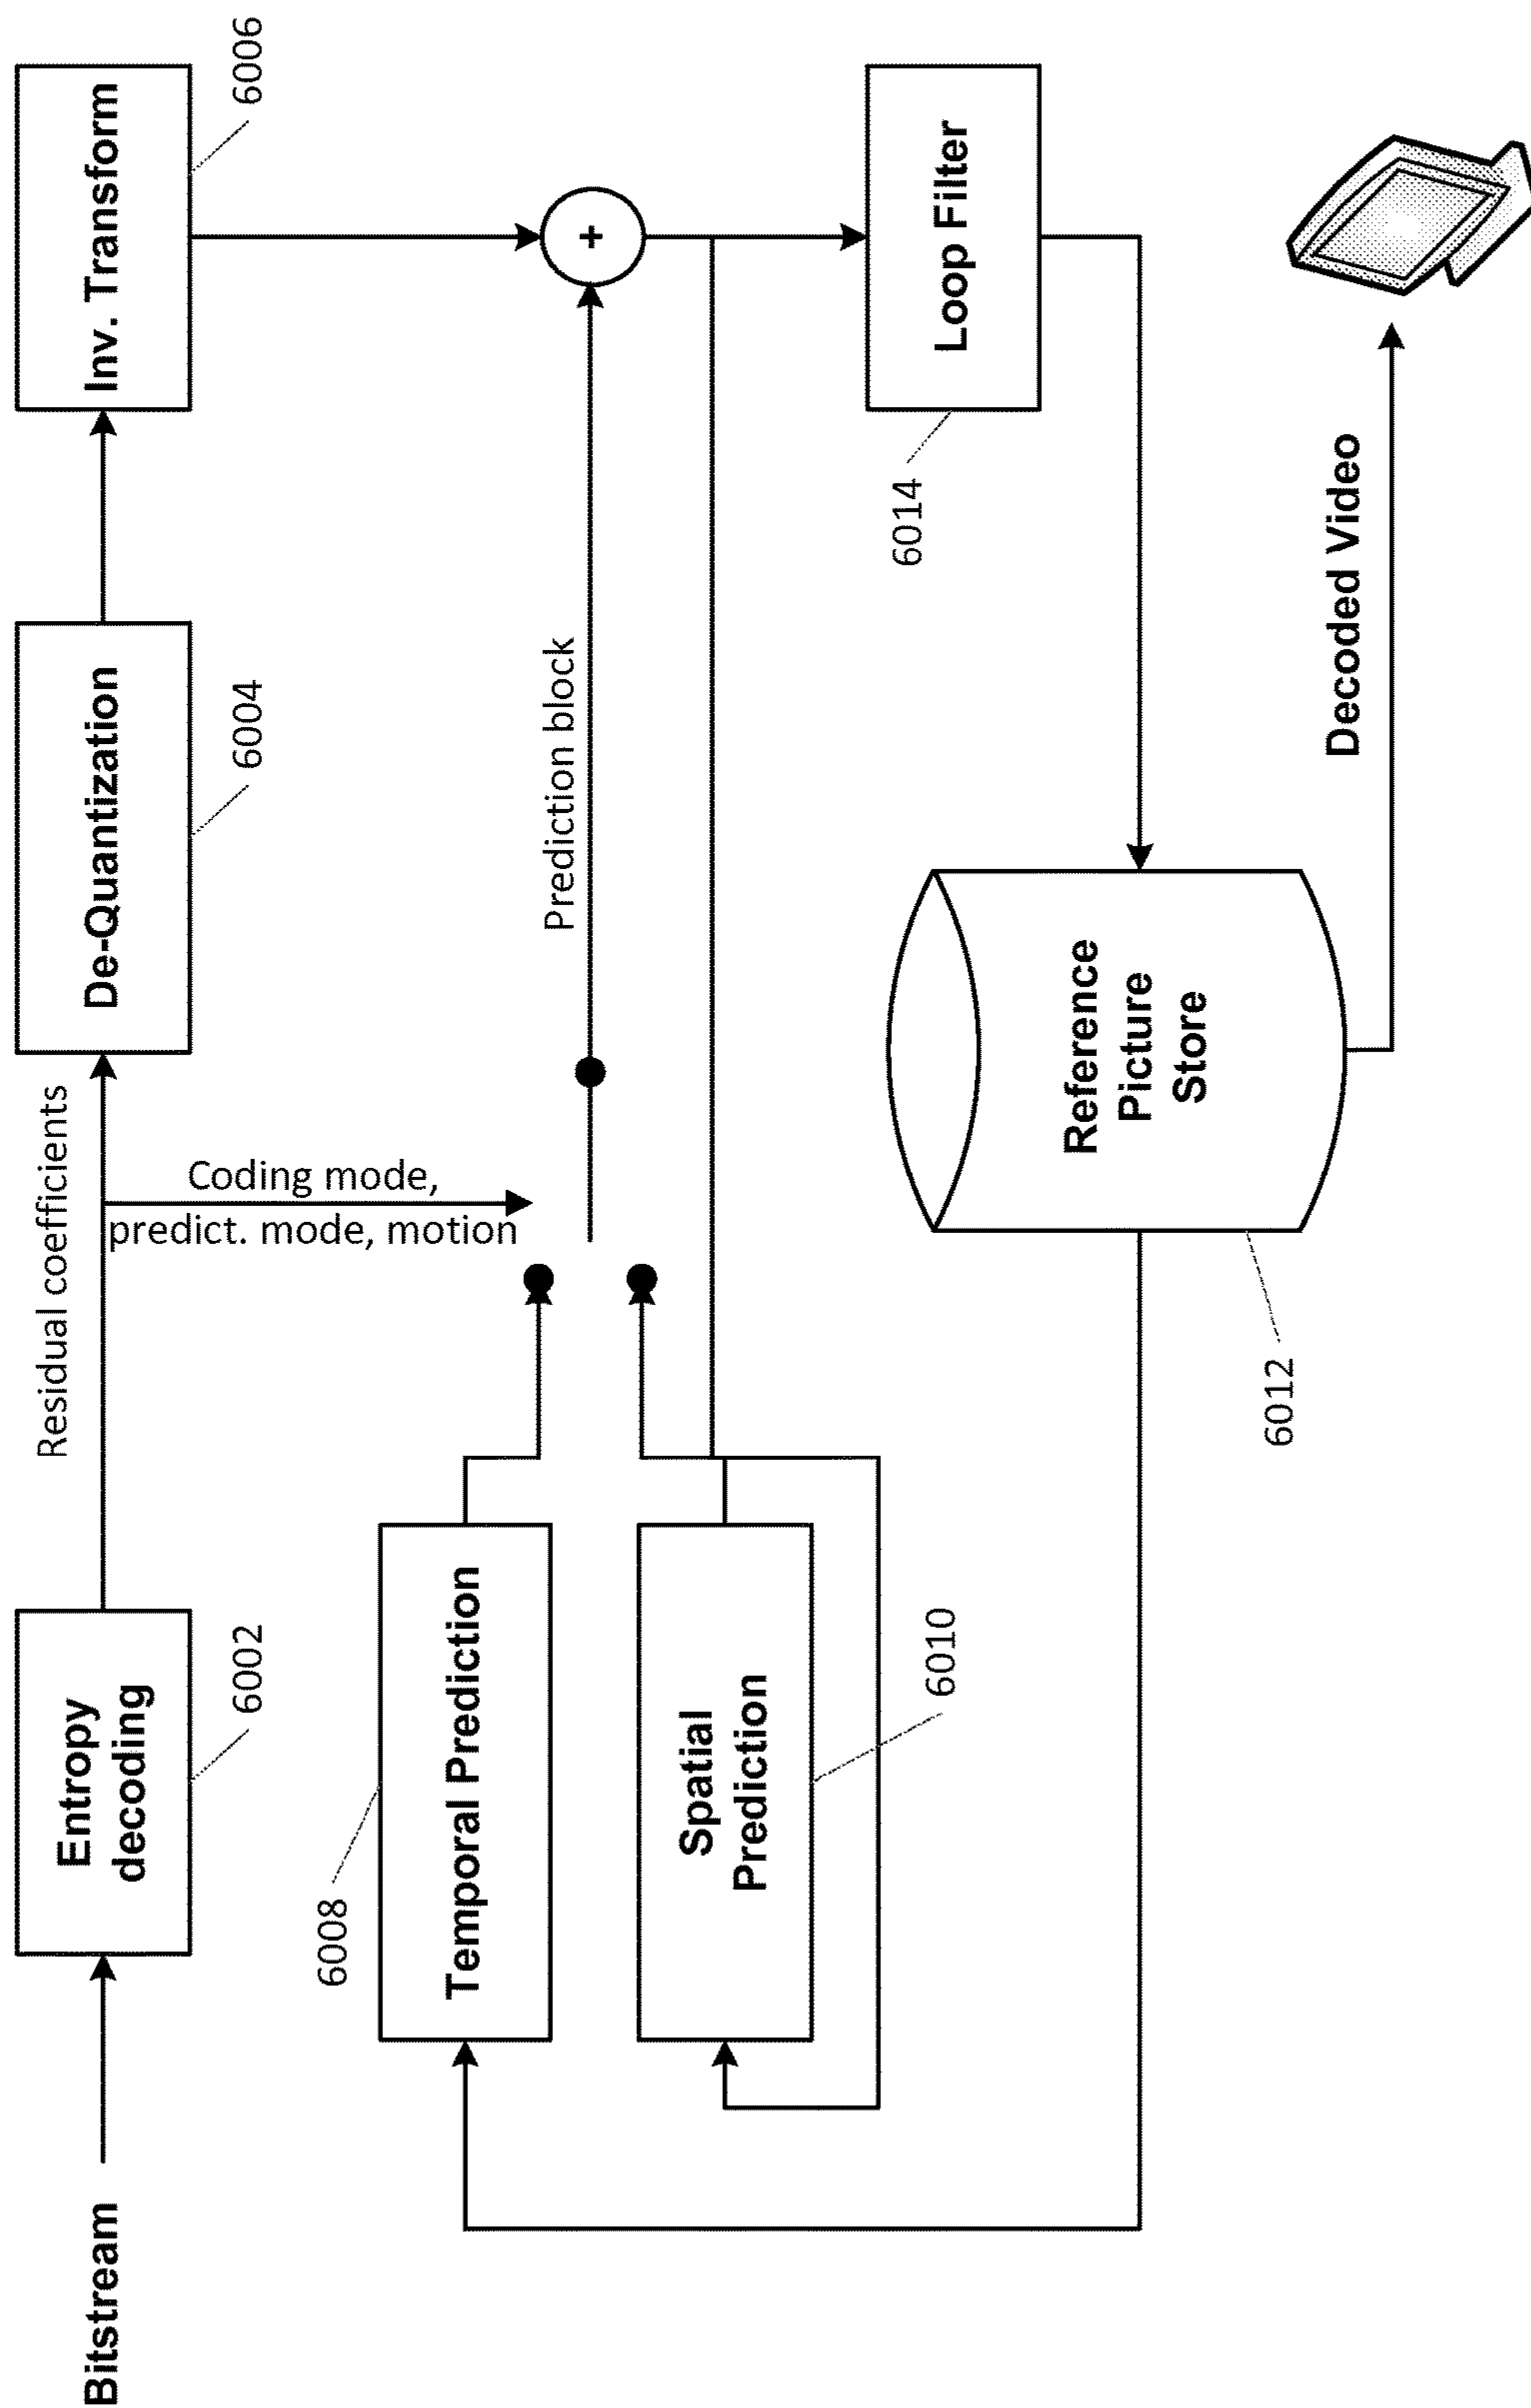 Bitstream
Entropy
decoding
6002
Residual coefficients
De-Quantization
6004
Inv. Transform
6006
Coding mode,
predict. mode, motion
Prediction block
6008
Temporal Prediction
Spatial
Prediction
6010
Loop Filter
6014
Reference
Picture
Store
6012
Decoded Video
+